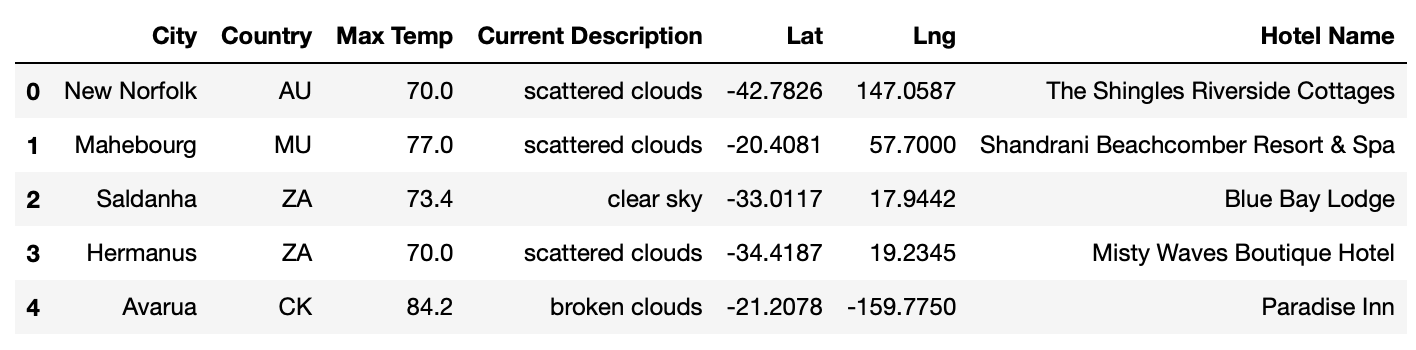 City Country Max Temp Current Description Lat Lng Hotel Name
0 New Norfolk AU 70.0 scattered clouds -42.7826 147.0587 The Shingles Riverside Cottages
1 Mahebourg MU 77.0 scattered clouds -20.4081 57.7000 Shandrani Beachcomber Resort & Spa
2 Saldanha ZA 73.4 clear sky -33.0117 17.9442 Blue Bay Lodge
3 Hermanus ZA 70.0 scattered clouds -34.4187 19.2345 Misty Waves Boutique Hotel
4 Avarua CK 84.2 broken clouds -21.2078 -159.7750 Paradise Inn